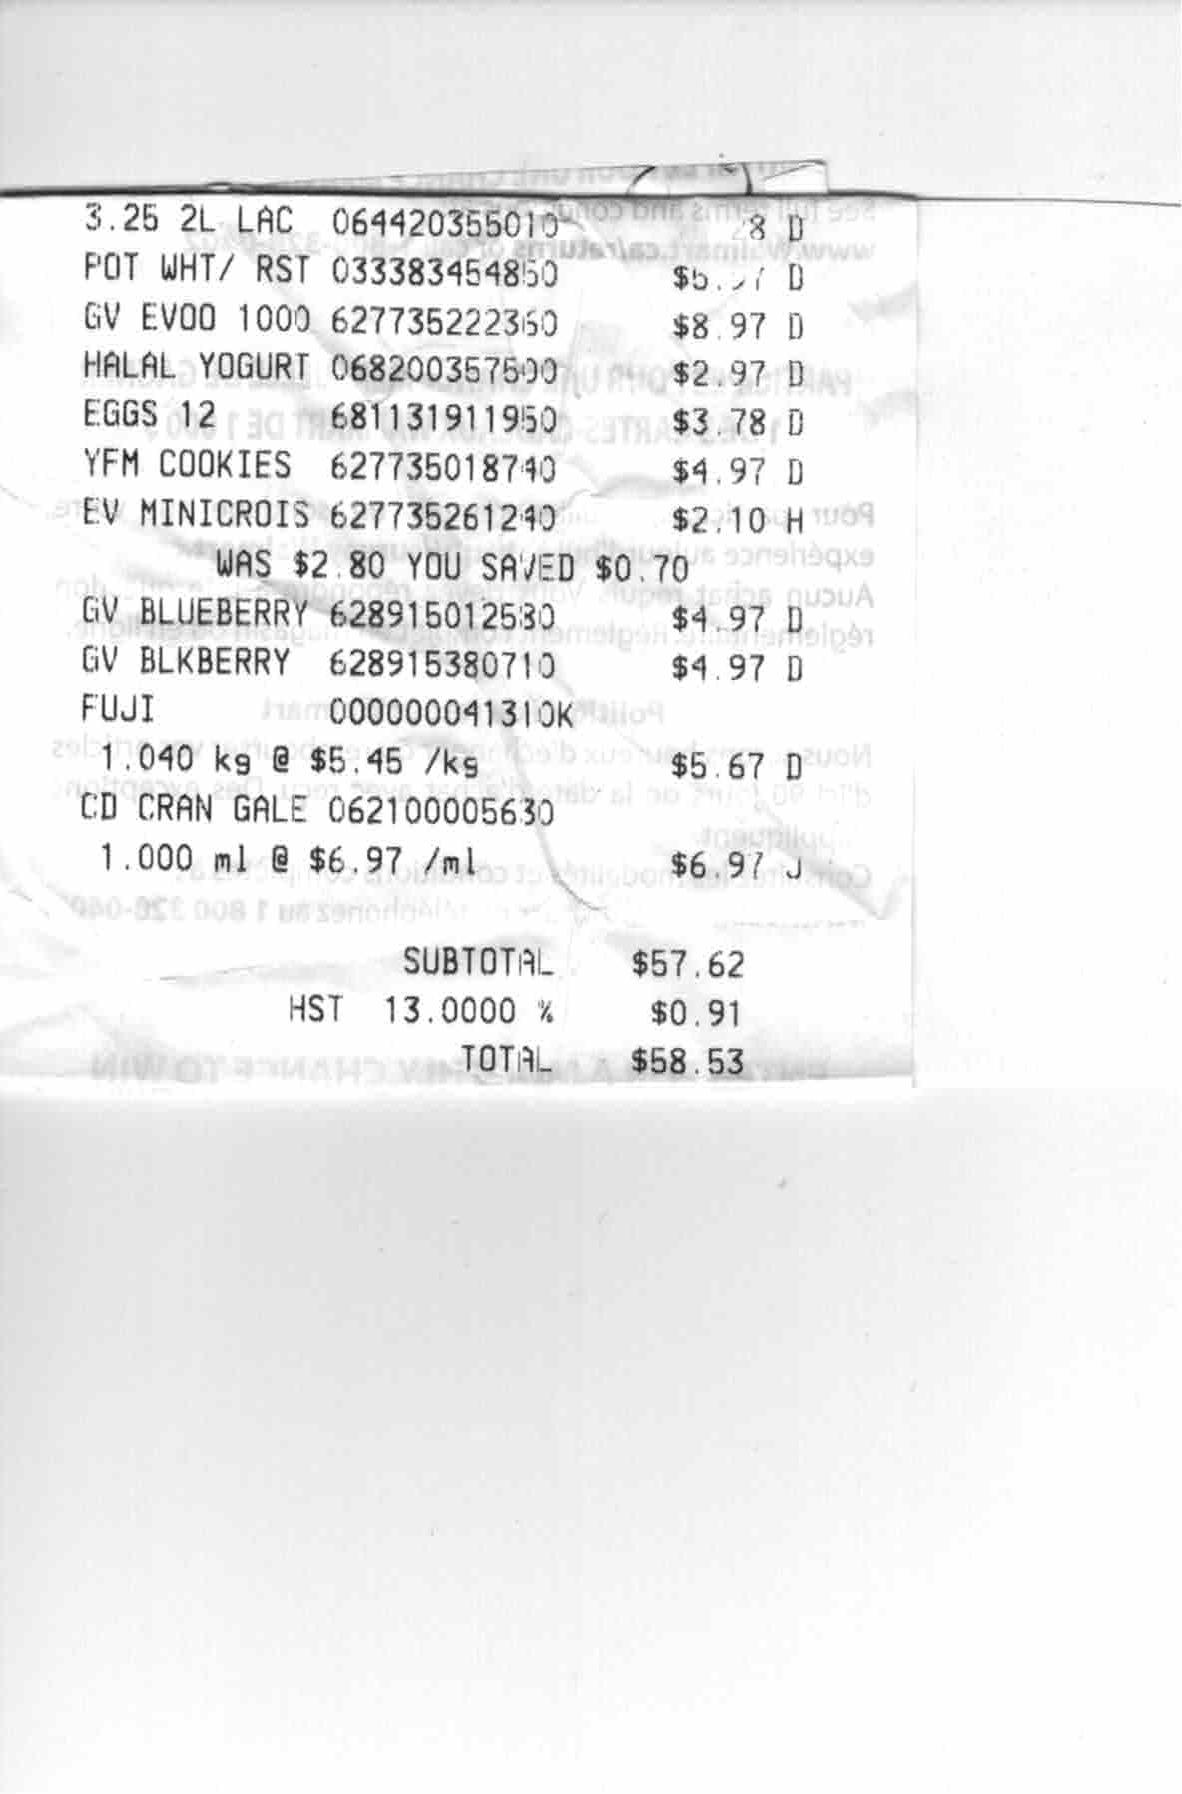 3.25 2L LAC 064420355010 28 D
POT WHT/ RST 033383454850 D
GV EVOO 1000 627735222360 $8.97 D
HALAL YOGURT 068200357590 $2.97 D
EGGS 12 681131911950 $3.78 D
YFM COOKIES 627735018740 $4.97 D
EV MINICROIS 627735261240 $2.10 H
WAS $2.80 YOU SAVED $0.70
GV BLUEBERRY 628915012530 $4.97 D
GV BLKBERRY 628915380710 $4.97 D
FUJI 000000041310K
1.040 kg @ $5.45 /kg $5.67 D
CD CRAN GALE 062100005630
1.000 ml @ $6.97 /ml $6.97 J
SUBTOTAL $57.62
HST 13.0000 % $0.91
TOTAL $58.53